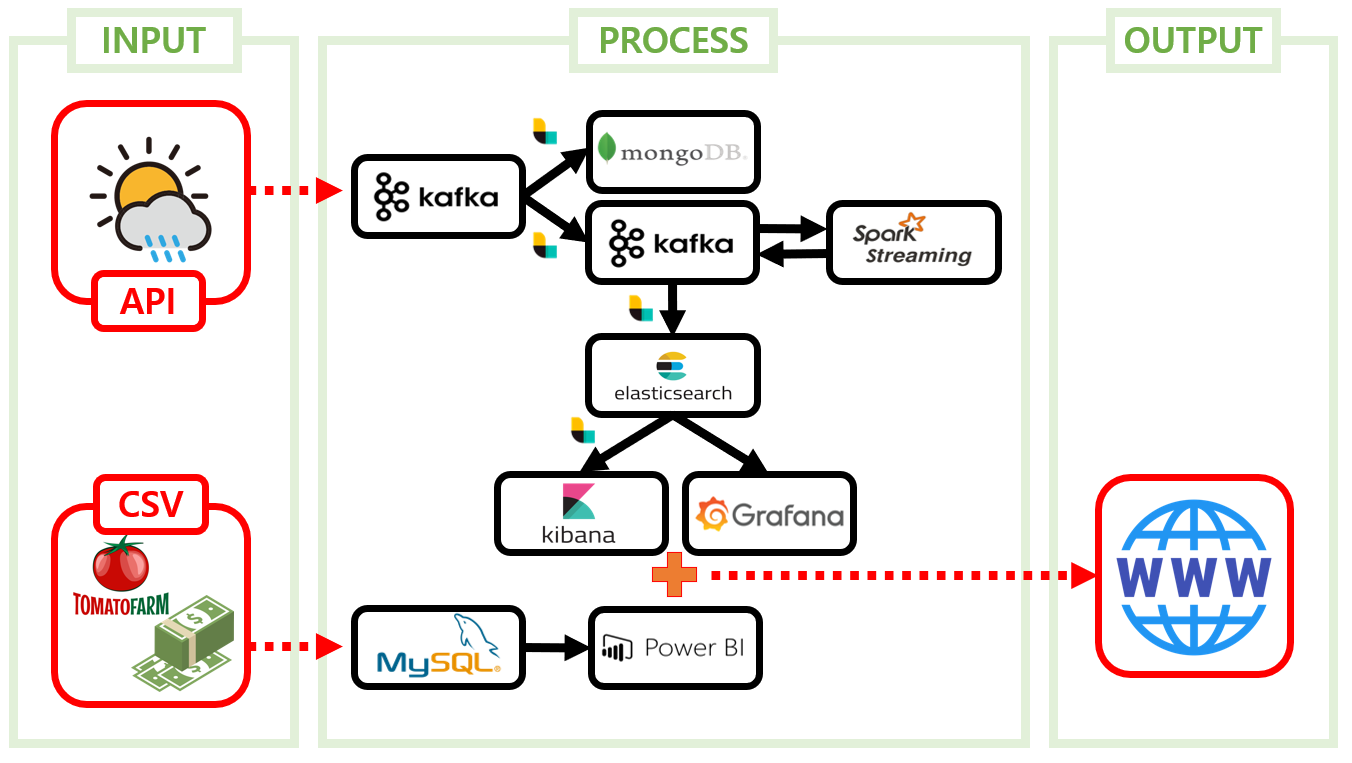 INPUT
PROCESS
OUTPUT
API
kafka
mongoDB.
kafka
Spark
Streaming
elasticsearch
kibana
Grafana
CSV
TOMATOFARM
MySQL®
Power BI
WWW